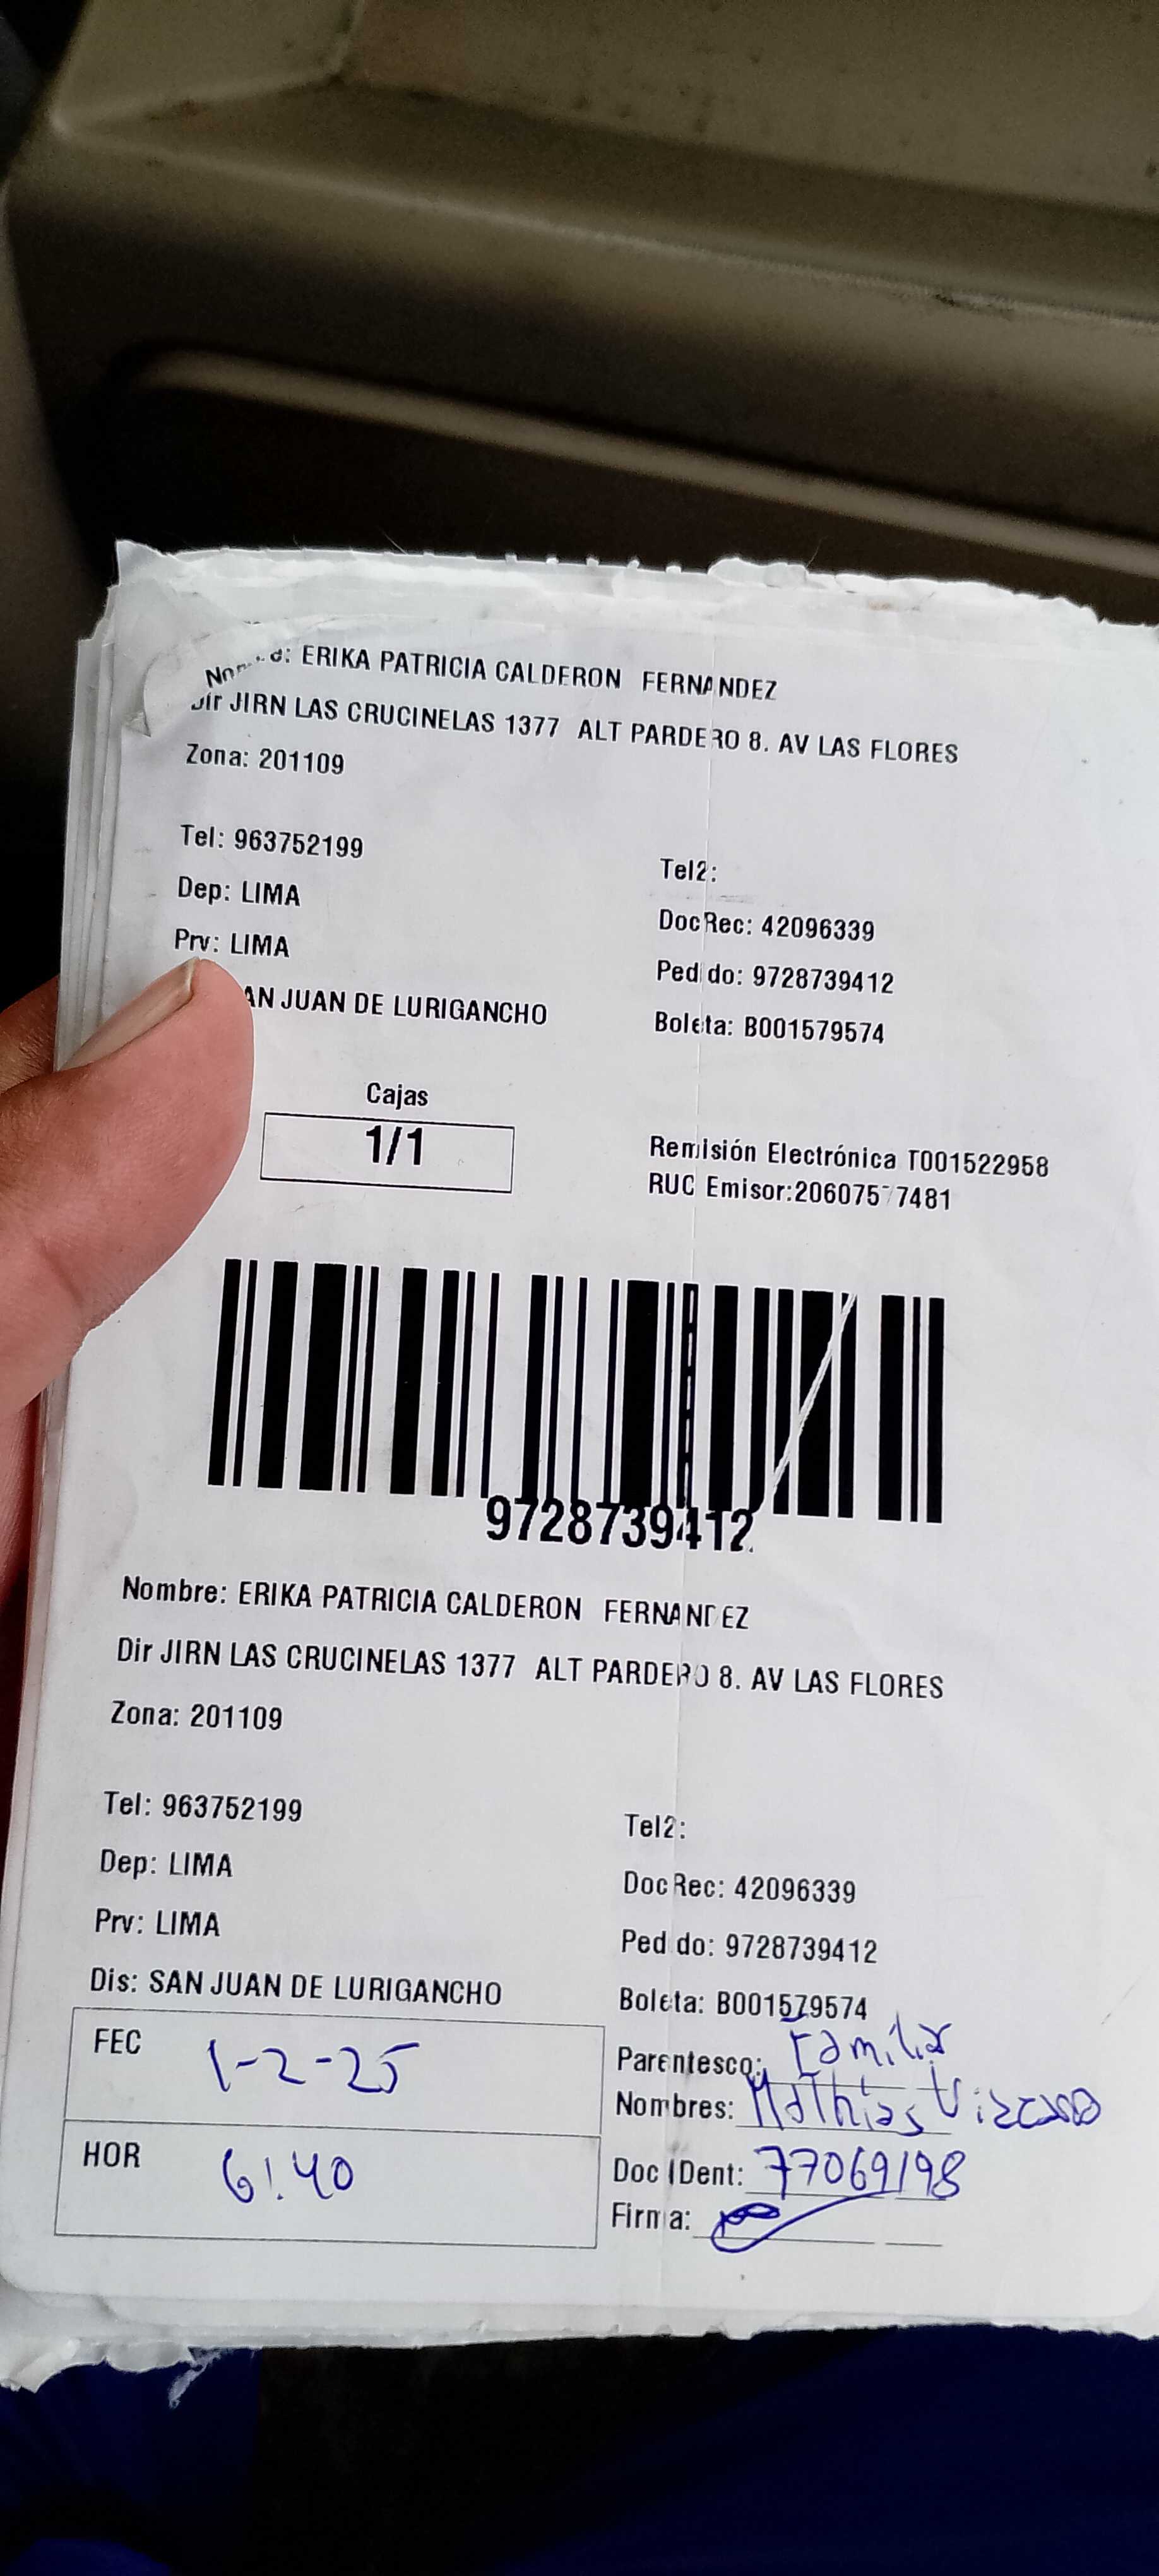 ERIKA PATRICIA CALDERON FERNANDEZ
Dir JIRN LAS CRUCINELAS 1377 ALT PARDERO 8. AV LAS FLORES
Zona: 201109
Tel: 963752199
Tel2:
Dep: LIMA
DocRec: 42096339
Prv: LIMA
Pedido: 9728739412
AN JUAN DE LURIGANCHO
Boleta: B001579574
Cajas
1/1
Remisión Electrónica T001522958
RUC Emisor:
9728739412
Nombre: ERIKA PATRICIA CALDERON FERNANDEZ
Dir JIRN LAS CRUCINELAS 1377 ALT PARDERO 8. AV LAS FLORES
Zona: 201109
Tel: 963752199
Tel2:
Dep: LIMA
DocRec: 42096339
Prv: LIMA
Pedido: 9728739412
Dis: SAN JUAN DE LURIGANCHO
Boleta: B001579574
FEC 1-2-25
Parentesco: Familiar
Nombres: Mathias
HOR 6:40
Doc IDent: 77069198
Firma: